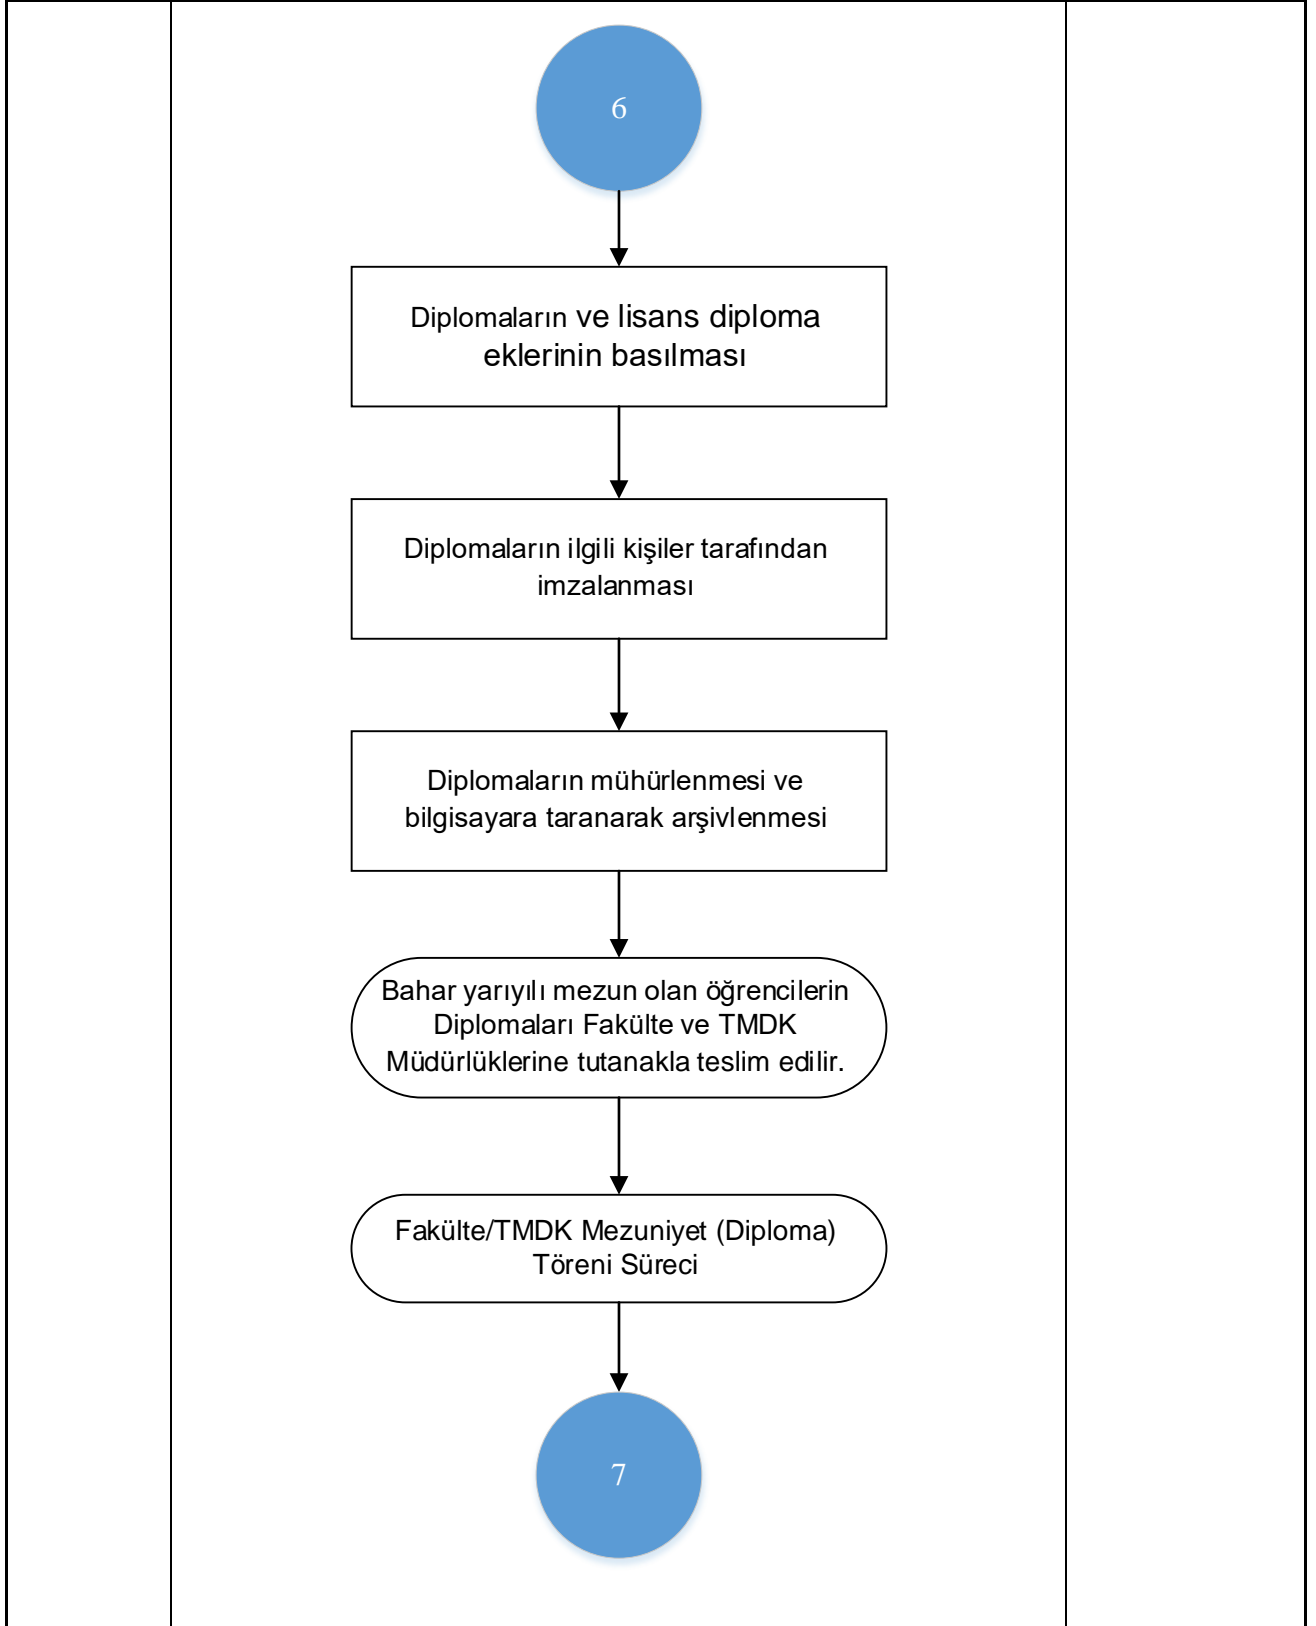 6
Diplomaların ve lisans diploma
eklerinin basılması
Diplomaların ilgili kişiler tarafından
imzalanması
Diplomaların mühürlenmesi ve
bilgisayara taranarak arşivlenmesi
Bahar yarıyılı mezun olan öğrencilerin
Diplomaları Fakülte ve TMDK
Müdürlüklerine tutanakla teslim edilir.
Fakülte/TMDK Mezuniyet (Diploma)
Töreni Süreci
7